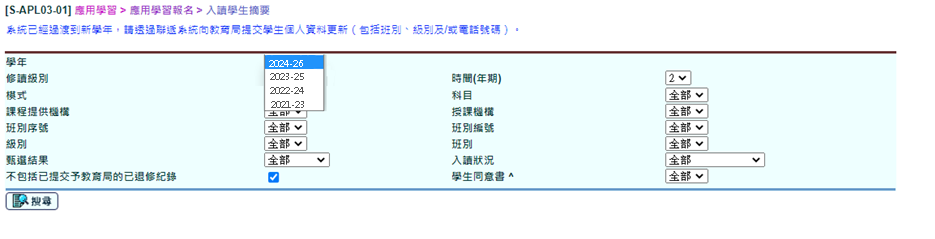 [S-APL03-01] 應用學習 > 應用學習報名 > 入讀學生摘要
系統已經過渡到新學年，請透過聯遞系統向教育局提交學生個人資料更新（包括班別、級別及/或電話號碼）。
學年 2024-26
2023-25
2022-24
2021-23
修讀級別 時間(年期) 2
模式 科目 全部
課程提供機構 全部 授課機構 全部
班別序號 全部 班別編號 全部
級別 全部 班別 全部
甄選結果 全部 入讀狀況 全部
不包括已提交予教育局的已退修紀錄 學生同意書 ^ 全部
搜尋